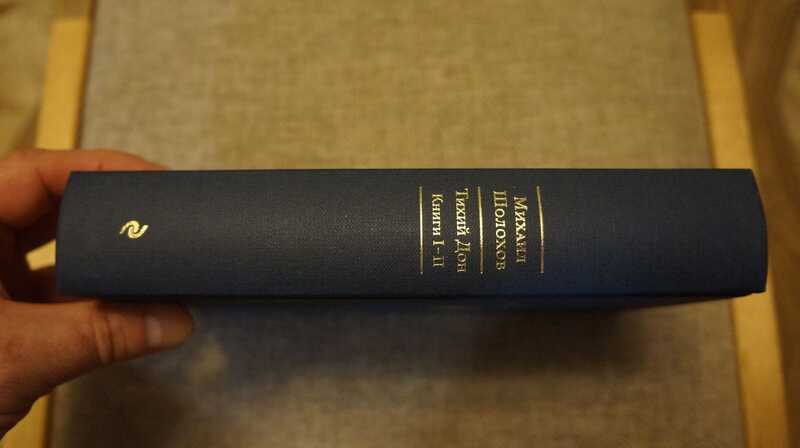 Михаил
Шолохов
Тихий Дон
Книги I–II